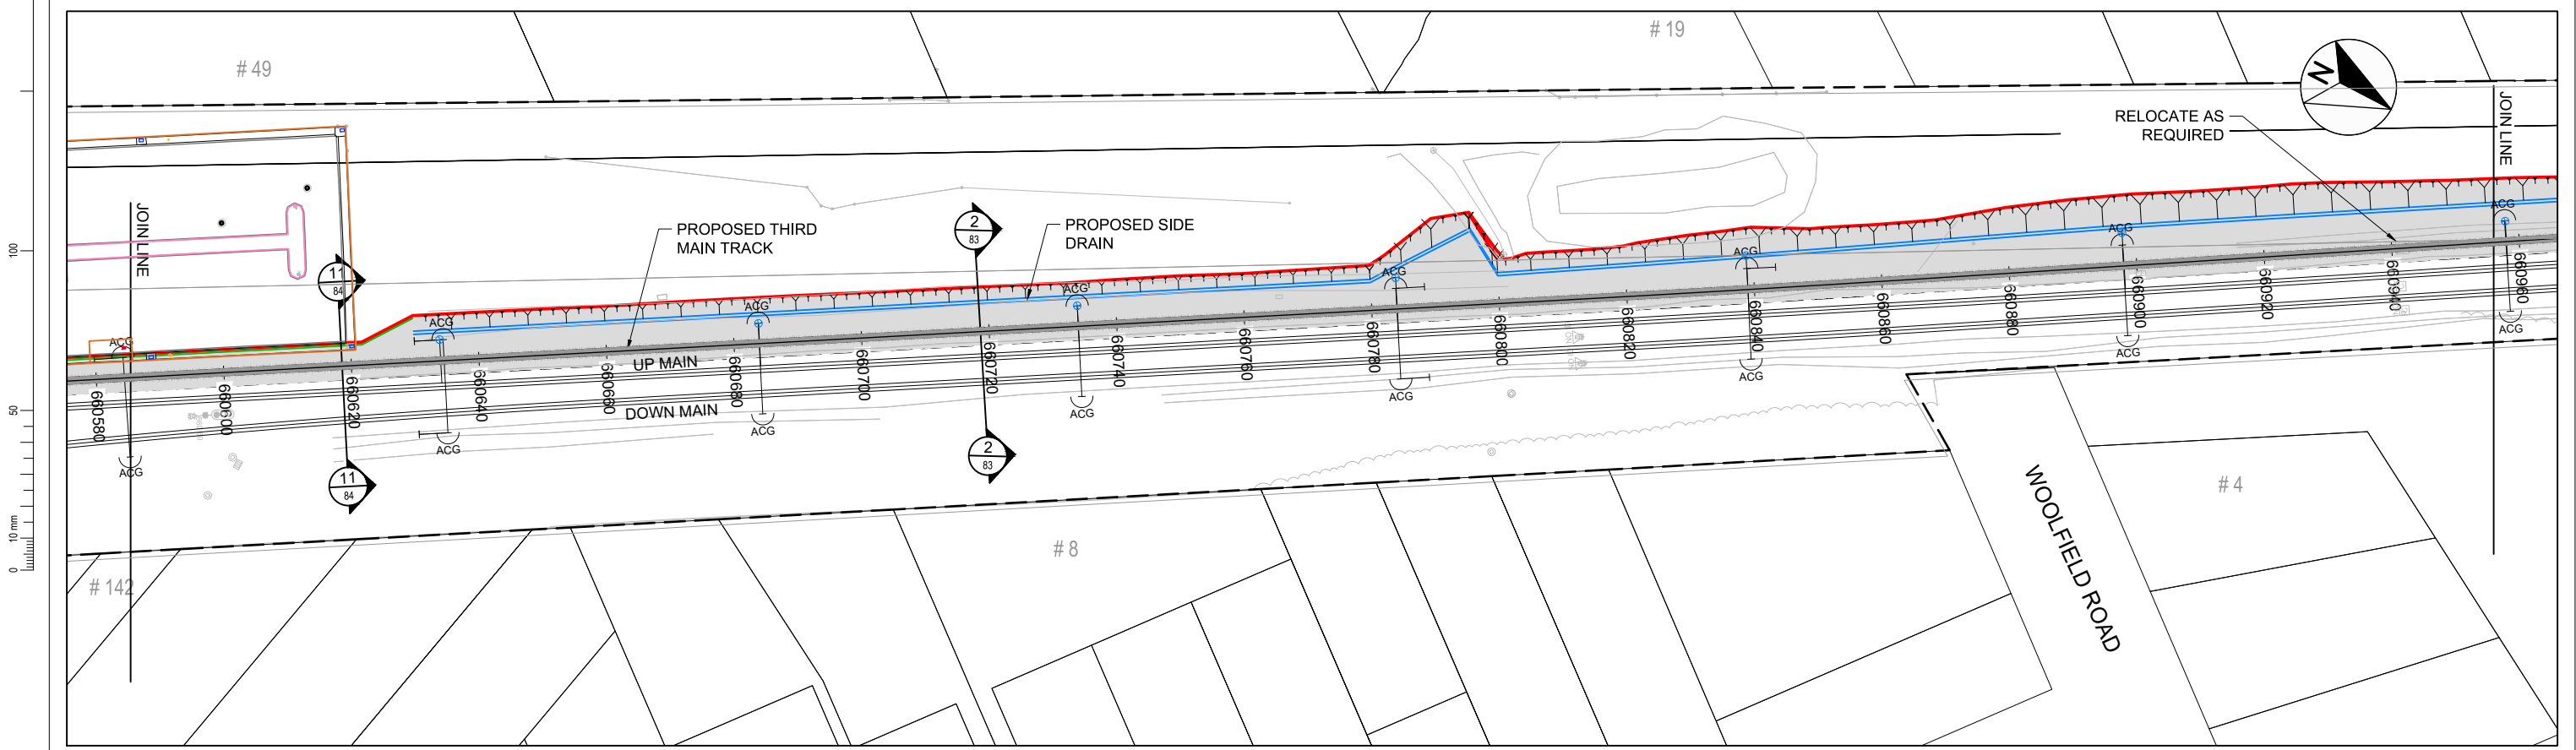 # 49
# 19
RELOCATE AS
REQUIRED
N
JOIN LINE
JOIN LINE
PROPOSED THIRD
MAIN TRACK
2
83
PROPOSED SIDE
DRAIN
11
84
ACG
ACG
ACG
ACG
ACG
ACG
ACG
ACG
UP MAIN
DOWN MAIN
660580
660600
660620
660640
660660
660680
660700
660720
660740
660760
660780
660800
660820
660840
660860
660880
660900
660920
660940
660960
ACG
ACG
ACG
ACG
ACG
ACG
ACG
ACG
11
84
2
83
# 142
# 8
# 4
WOOLFIELD ROAD
100
50
10 mm
0